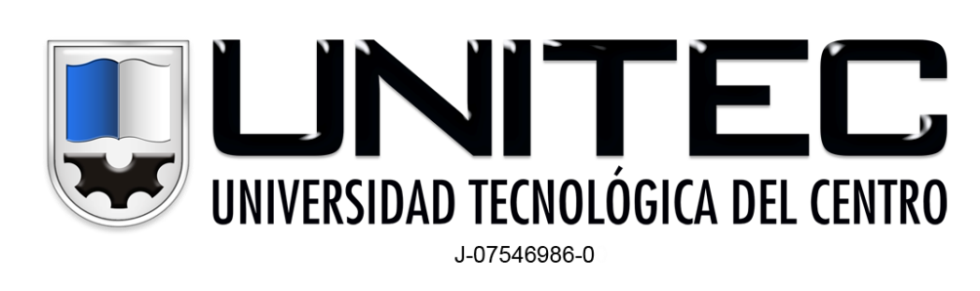 UNITEC
UNIVERSIDAD TECNOLÓGICA DEL CENTRO
J-07546986-0